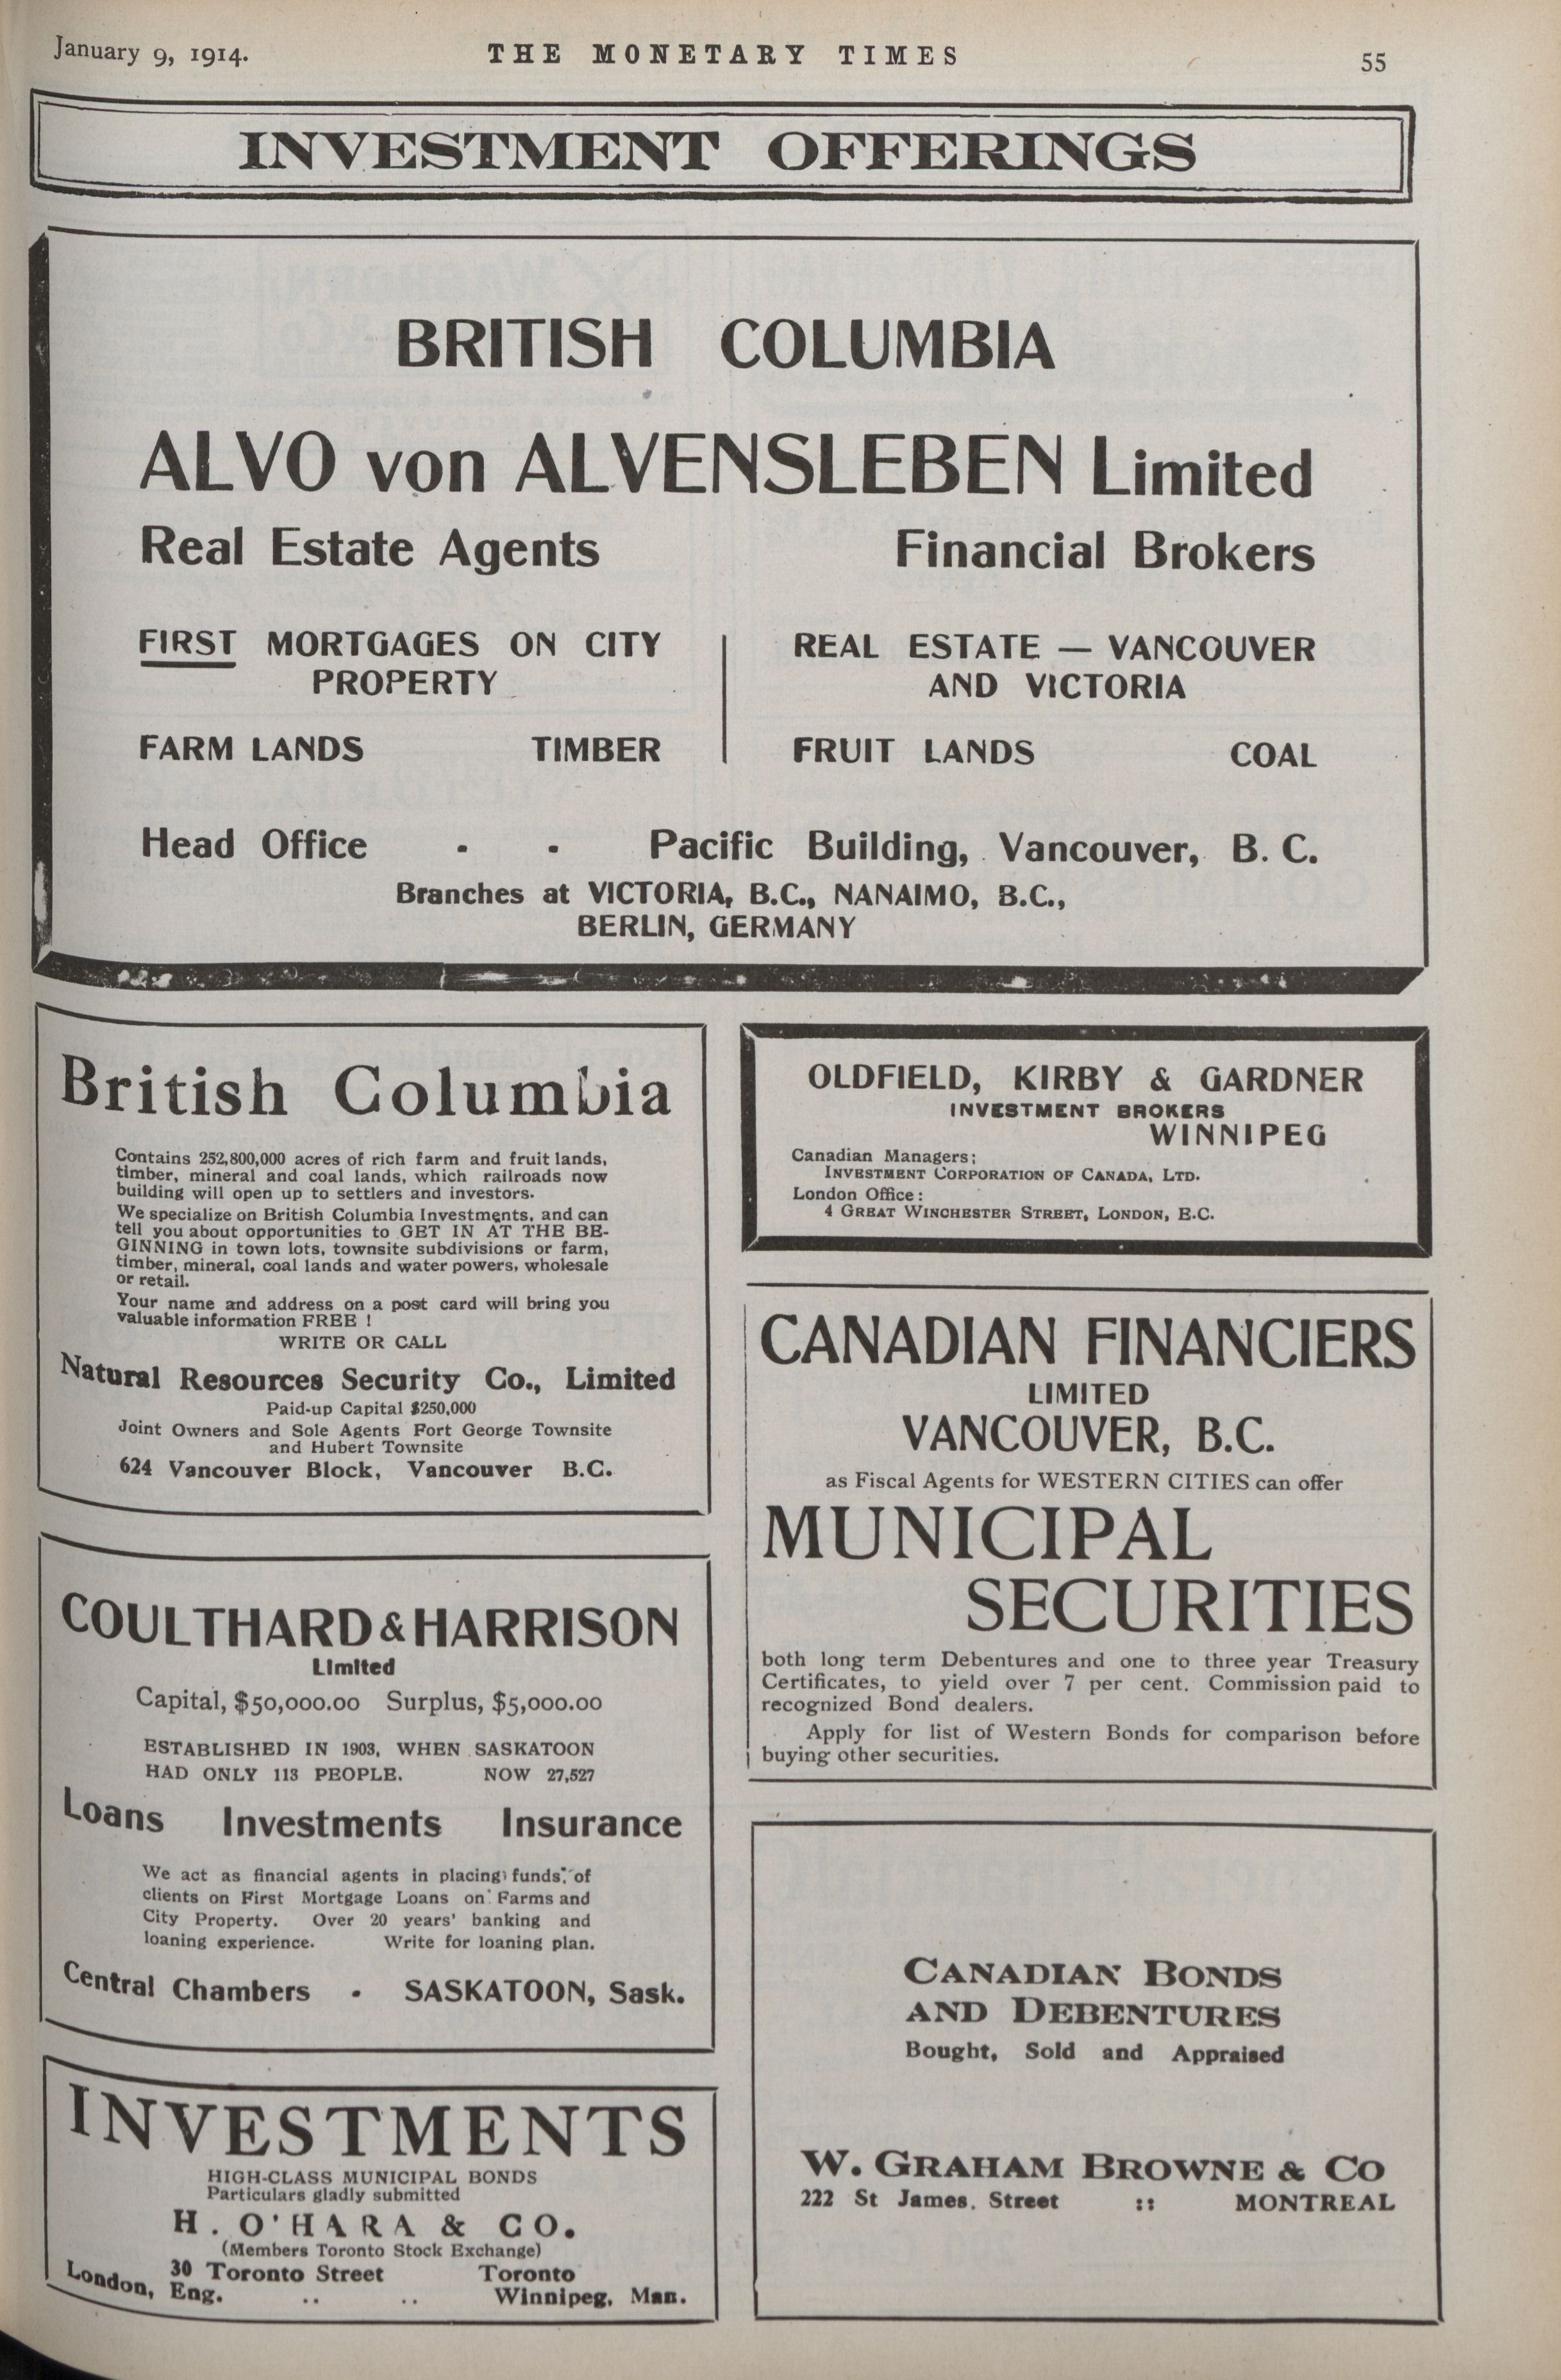 January 9, 1914.
THE MONETARY TIMES
55
INVESTMENT OFFERINGS
BRITISH COLUMBIA
ALVO von ALVENSLEBEN Limited
Real Estate Agents
Financial Brokers
FIRST MORTGAGES ON CITY
PROPERTY
FARM LANDS TIMBER
REAL ESTATE — VANCOUVER
AND VICTORIA
FRUIT LANDS COAL
Head Office - - Pacific Building, Vancouver, B. C.
Branches at VICTORIA, B.C., NANAIMO, B.C.,
BERLIN, GERMANY
British Columbia
Contains 252,800,000 acres of rich farm and fruit lands,
timber, mineral and coal lands, which railroads now
building will open up to settlers and investors.
We specialize on British Columbia Investments, and can
tell you about opportunities to GET IN AT THE BE-
GINNING in town lots, townsite subdivisions or farm,
timber, mineral, coal lands and water powers, wholesale
or retail.
Your name and address on a post card will bring you
valuable information FREE !
WRITE OR CALL
Natural Resources Security Co., Limited
Paid-up Capital $250,000
Joint Owners and Sole Agents Fort George Townsite
and Hubert Townsite
624 Vancouver Block, Vancouver B.C.
COULTHARD & HARRISON
Limited
Capital, $50,000.00 Surplus, $5,000.00
ESTABLISHED IN 1903, WHEN SASKATOON
HAD ONLY 113 PEOPLE. NOW 27,527
Loans Investments Insurance
We act as financial agents in placing funds of
clients on First Mortgage Loans on Farms and
City Property. Over 20 years' banking and
loaning experience. Write for loaning plan.
Central Chambers - SASKATOON, Sask.
INVESTMENTS
HIGH-CLASS MUNICIPAL BONDS
Particulars gladly submitted
H. O'HARA & CO.
(Members Toronto Stock Exchange)
30 Toronto Street Toronto
London, Eng. .. .. Winnipeg, Man.
OLDFIELD, KIRBY & GARDNER
INVESTMENT BROKERS
WINNIPEG
Canadian Managers:
INVESTMENT CORPORATION OF CANADA, LTD.
London Office:
4 GREAT WINCHESTER STREET, LONDON, E.C.
CANADIAN FINANCIERS
LIMITED
VANCOUVER, B.C.
as Fiscal Agents for WESTERN CITIES can offer
MUNICIPAL
SECURITIES
both long term Debentures and one to three year Treasury
Certificates, to yield over 7 per cent. Commission paid to
recognized Bond dealers.
Apply for list of Western Bonds for comparison before
buying other securities.
CANADIAN BONDS
AND DEBENTURES
Bought, Sold and Appraised
W. GRAHAM BROWNE & CO
222 St James. Street :: MONTREAL